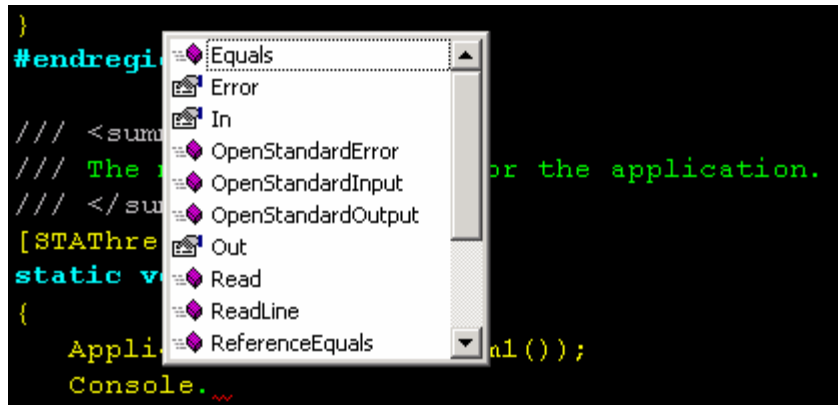 }
#endregi
/// <sum
/// The or the application.
/// </su
[STAThre
static v
{
Appli m1());
Console.
Equals
Error
In
OpenStandardError
OpenStandardInput
OpenStandardOutput
Out
Read
ReadLine
ReferenceEquals